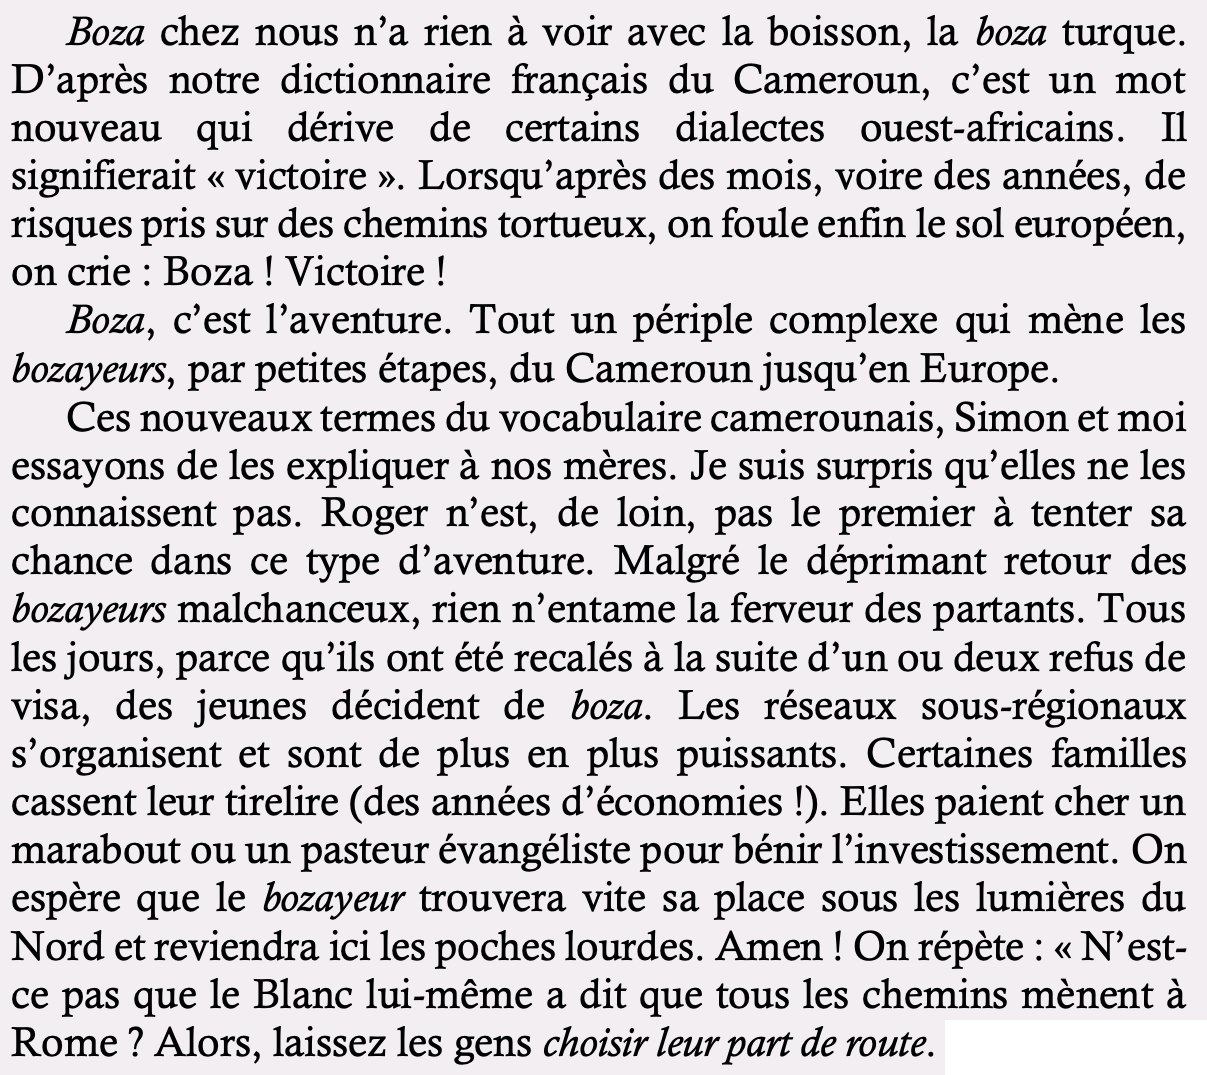 Boza chez nous n’a rien à voir avec la boisson, la boza turque.
D’après notre dictionnaire français du Cameroun, c’est un mot
nouveau qui dérive de certains dialectes ouest-africains. Il
signifierait « victoire ». Lorsqu’après des mois, voire des années, de
risques pris sur des chemins tortueux, on foule enfin le sol européen,
on crie : Boza ! Victoire !
Boza, c’est l’aventure. Tout un périple complexe qui mène les
bozayeurs, par petites étapes, du Cameroun jusqu’en Europe.
Ces nouveaux termes du vocabulaire camerounais, Simon et moi
essayons de les expliquer à nos mères. Je suis surpris qu’elles ne les
connaissent pas. Roger n’est, de loin, pas le premier à tenter sa
chance dans ce type d’aventure. Malgré le déprimant retour des
bozayeurs malchanceux, rien n’entame la ferveur des partants. Tous
les jours, parce qu’ils ont été recalés à la suite d’un ou deux refus de
visa, des jeunes décident de boza. Les réseaux sous-régionaux
s’organisent et sont de plus en plus puissants. Certaines familles
cassent leur tirelire (des années d’économies !). Elles paient cher un
marabout ou un pasteur évangéliste pour bénir l’investissement. On
espère que le bozayeur trouvera vite sa place sous les lumières du
Nord et reviendra ici les poches lourdes. Amen ! On répète : « N’est-
ce pas que le Blanc lui-même a dit que tous les chemins mènent à
Rome ? Alors, laissez les gens choisir leur part de route.